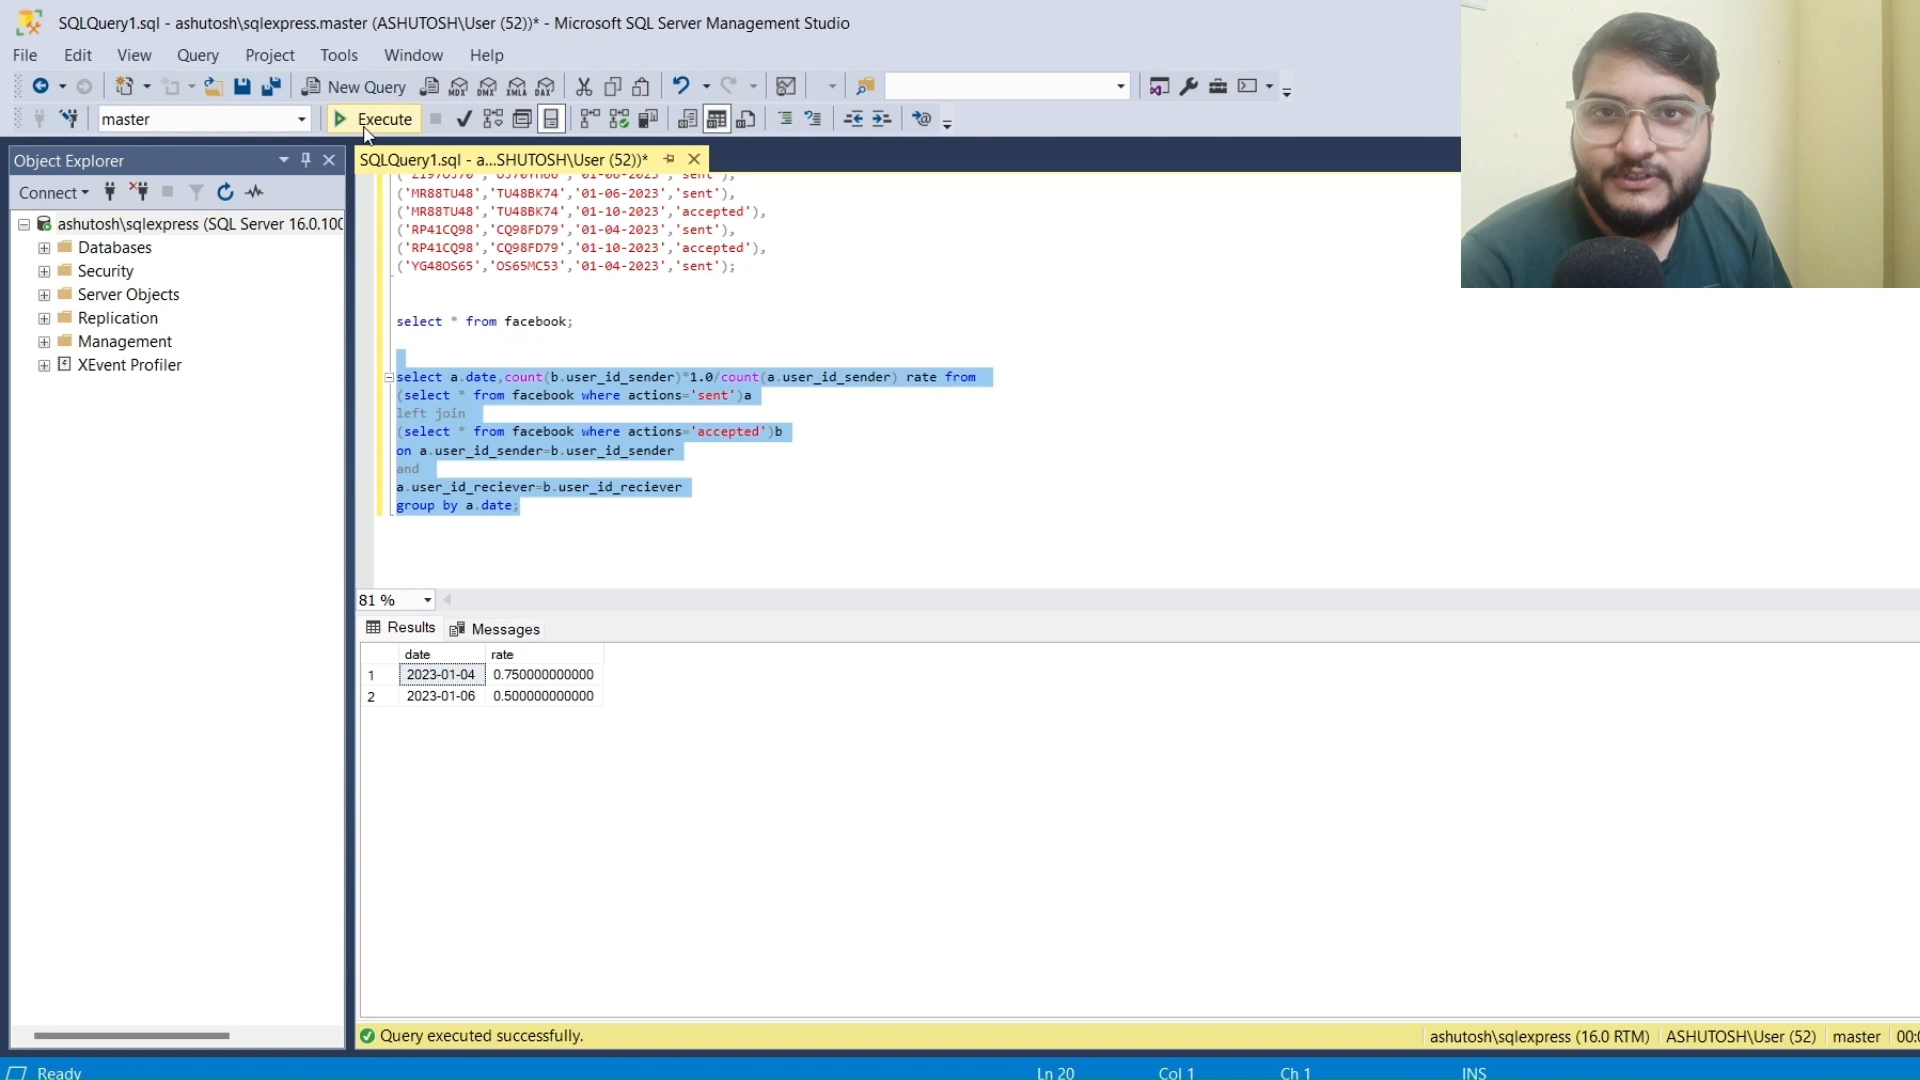 SQLQuery1.sql - ashutosh\sqlexpress.master (ASHUTOSH\User (52))* - Microsoft SQL Server Management Studio
File Edit View Query Project Tools Window Help
New Query MDX DMX XMLA DAX
master Execute
Object Explorer
SQLQuery1.sql - a...SHUTOSH\User (52))*
Connect
ashutosh\sqlexpress (SQL Server 16.0.100
Databases
Security
Server Objects
Replication
Management
XEvent Profiler
('MR88TU48','TU48BK74','01-06-2023','sent'),
('MR88TU48','TU48BK74','01-10-2023','accepted'),
('RP41CQ98','CQ98FD79','01-04-2023','sent'),
('RP41CQ98','CQ98FD79','01-10-2023','accepted'),
('YG48OS65','OS65MC53','01-04-2023','sent');
select * from facebook;
select a.date,count(b.user_id_sender)*1.0/count(a.user_id_sender) rate from
(select * from facebook where actions='sent')a
left join
(select * from facebook where actions='accepted')b
on a.user_id_sender=b.user_id_sender
and
a.user_id_reciever=b.user_id_reciever
group by a.date;
81 %
Results Messages
date rate
1 2023-01-04 0.750000000000
2 2023-01-06 0.500000000000
Query executed successfully.
ashutosh\sqlexpress (16.0 RTM) ASHUTOSH\User (52) master 00:
Ready Ln 20 Col 1 Ch 1 INS